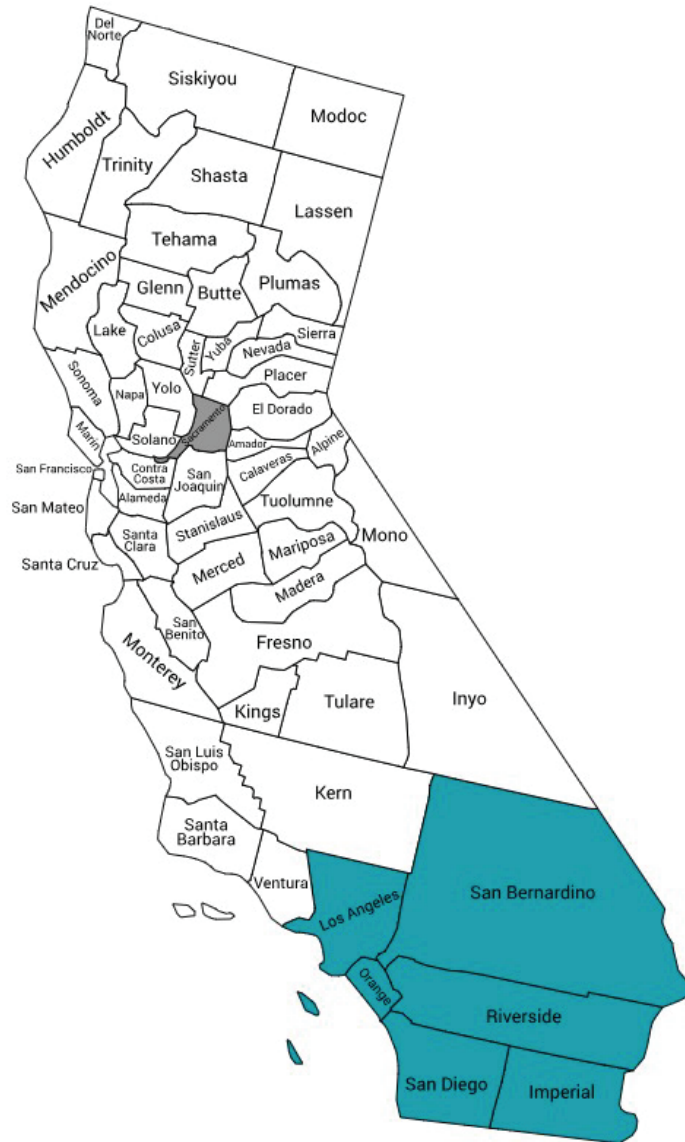 Del
Norte
Siskiyou
Modoc
Humboldt
Trinity
Shasta
Lassen
Tehama
Mendocino
Glenn
Butte
Plumas
Lake
Colusa
Sutter
Yuba
Sierra
Nevada
Placer
Sonoma
Napa
Yolo
El Dorado
Sacramento
Marin
Solano
Amador
Alpine
San Francisco
Contra
Costa
San
Joaquin
Calaveras
Alameda
Tuolumne
San Mateo
Santa
Clara
Stanislaus
Mono
Santa Cruz
Merced
Mariposa
Madera
San
Benito
Fresno
Monterey
Kings
Tulare
Inyo
San Luis
Obispo
Kern
Santa
Barbara
Ventura
Los Angeles
San Bernardino
Orange
Riverside
San Diego
Imperial